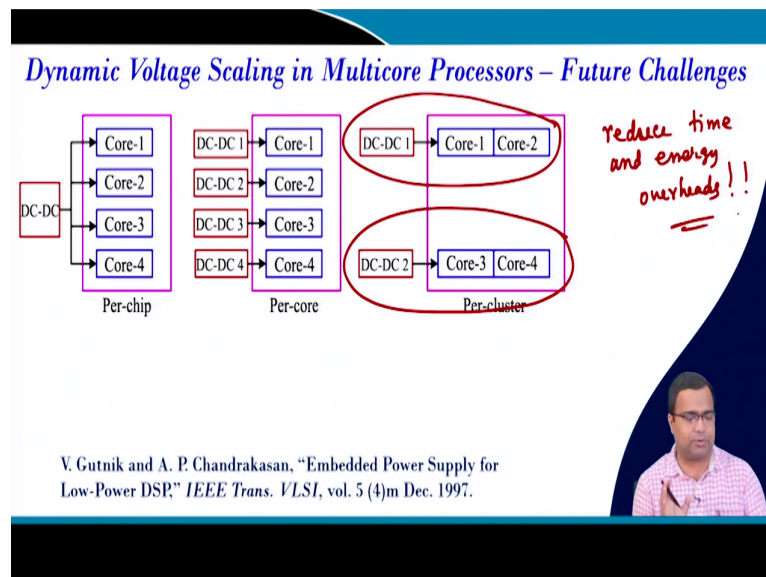 Dynamic Voltage Scaling in Multicore Processors – Future Challenges
DC-DC
Core-1
Core-2
Core-3
Core-4
Per-chip
DC-DC 1
Core-1
DC-DC 2
Core-2
DC-DC 3
Core-3
DC-DC 4
Core-4
Per-core
DC-DC 1
Core-1 Core-2
DC-DC 2
Core-3 Core-4
Per-cluster
reduce time
and energy
overheads!!
V. Gutnik and A. P. Chandrakasan, “Embedded Power Supply for
Low-Power DSP,” IEEE Trans. VLSI, vol. 5 (4)m Dec. 1997.